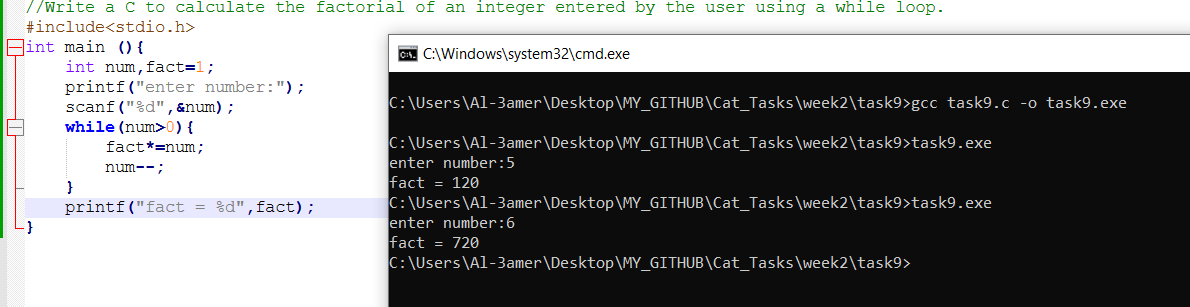 //Write a C to calculate the factorial of an integer entered by the user using a while loop.
#include<stdio.h>
int main (){
int num,fact=1;
printf("enter number:");
scanf("%d",&num);
while(num>0){
fact*=num;
num--;
}
printf("fact = %d",fact);
}
C:\Windows\system32\cmd.exe
C:\Users\Al-3amer\Desktop\MY_GITHUB\Cat_Tasks\week2\task9>gcc task9.c -o task9.exe
C:\Users\Al-3amer\Desktop\MY_GITHUB\Cat_Tasks\week2\task9>task9.exe
enter number:5
fact = 120
C:\Users\Al-3amer\Desktop\MY_GITHUB\Cat_Tasks\week2\task9>task9.exe
enter number:6
fact = 720
C:\Users\Al-3amer\Desktop\MY_GITHUB\Cat_Tasks\week2\task9>